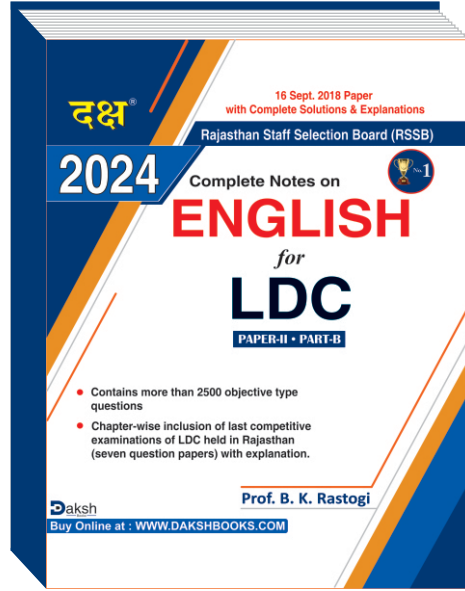 16 Sept. 2018 Paper
with Complete Solutions & Explanations
दक्ष®
Rajasthan Staff Selection Board (RSSB)
2024
Complete Notes on
No.1
ENGLISH
for
LDC
PAPER-II • PART-B
• Contains more than 2500 objective type
questions
• Chapter-wise inclusion of last competitive
examinations of LDC held in Rajasthan
(seven question papers) with explanation.
Prof. B. K. Rastogi
Daksh
Buy Online at : WWW.DAKSHBOOKS.COM